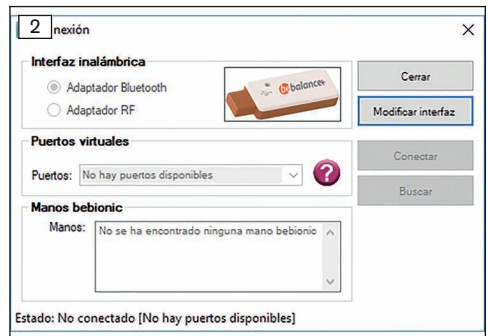 2 nexión
Interfaz inalámbrica
Adaptador Bluetooth
Adaptador RF
balance+
Cerrar
Modificar interfaz
Puertos virtuales
Puertos: No hay puertos disponibles
?
Conectar
Buscar
Manos bebionic
Manos: No se ha encontrado ninguna mano bebionic
Estado: No conectado [No hay puertos disponibles]